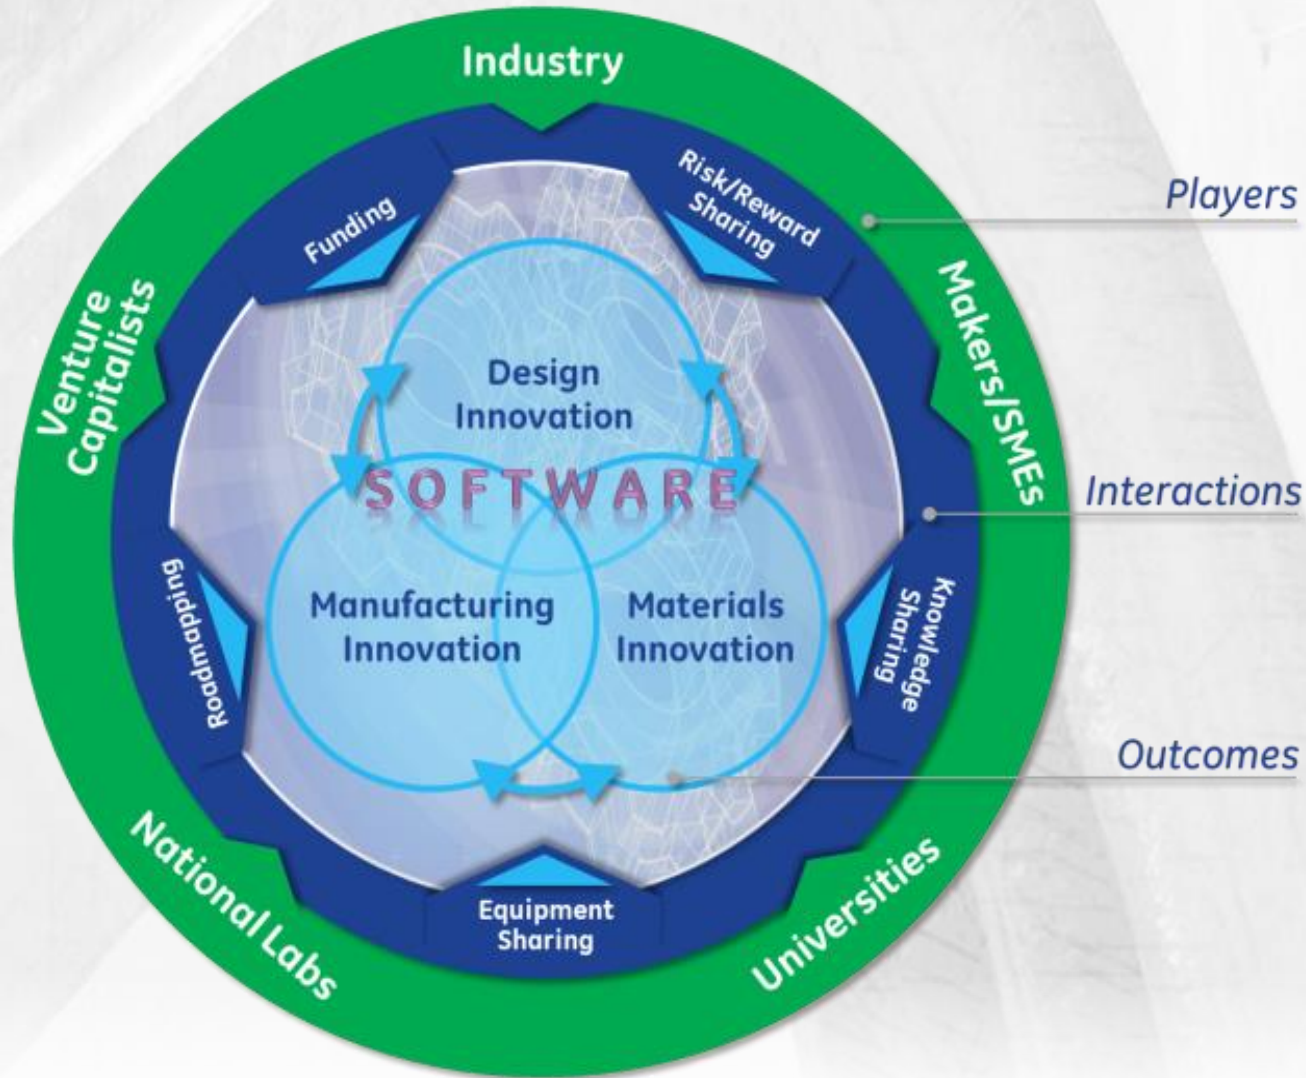 Industry
Risk/Reward
Sharing
Funding
Players
Venture
Capitalists
Makers/SMEs
Design
Innovation
SOFTWARE
Interactions
Manufacturing
Innovation
Materials
Innovation
Roadmapping
Knowledge
Sharing
Outcomes
National Labs
Equipment
Sharing
Universities